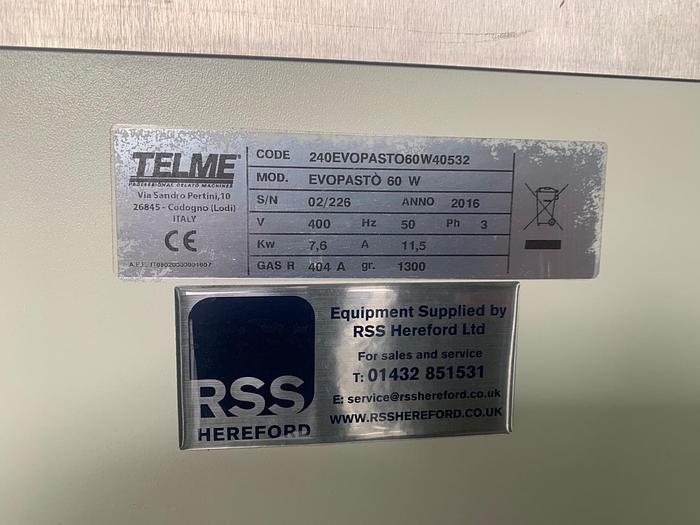 TELME
PROFESSIONAL GELATO MACHINES
Via Sandro Pertini,10
26845 - Codogno (Lodi)
ITALY
CE
CODE 240EVOPASTO60W40532
MOD. EVOPASTÒ 60 W
S/N 02/226 ANNO 2016
V 400 Hz 50 Ph 3
Kw 7,6 A 11,5
GAS R 404 A gr. 1300
RSS
HEREFORD
Equipment Supplied by
RSS Hereford Ltd
For sales and service
T: 01432 851531
E: service@rsshereford.co.uk
WWW.RSSHEREFORD.CO.UK